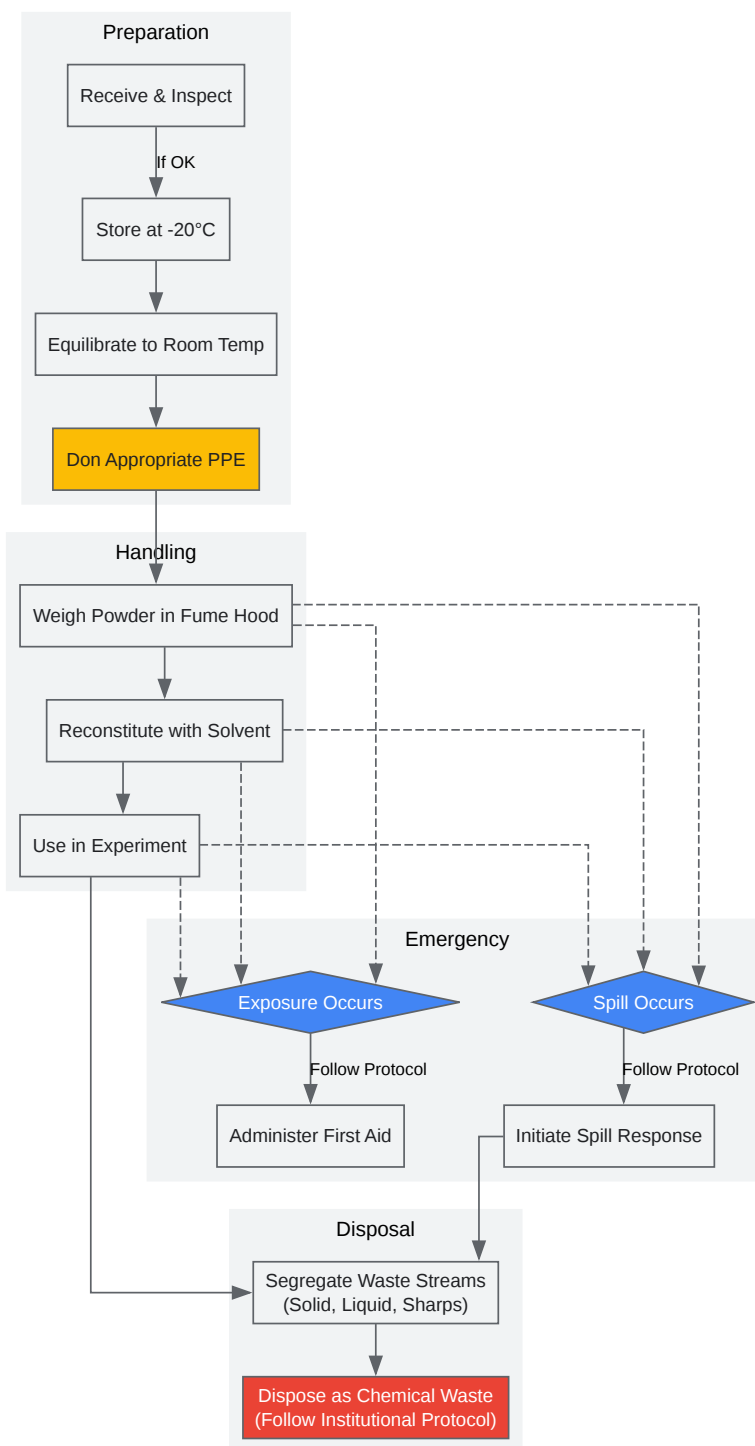 Preparation
Receive & Inspect
If OK
Store at -20°C
Equilibrate to Room Temp
Don Appropriate PPE
Handling
Weigh Powder in Fume Hood
Reconstitute with Solvent
Use in Experiment
Emergency
Exposure Occurs
Spill Occurs
Follow Protocol
Follow Protocol
Administer First Aid
Initiate Spill Response
Disposal
Segregate Waste Streams
(Solid, Liquid, Sharps)
Dispose as Chemical Waste
(Follow Institutional Protocol)